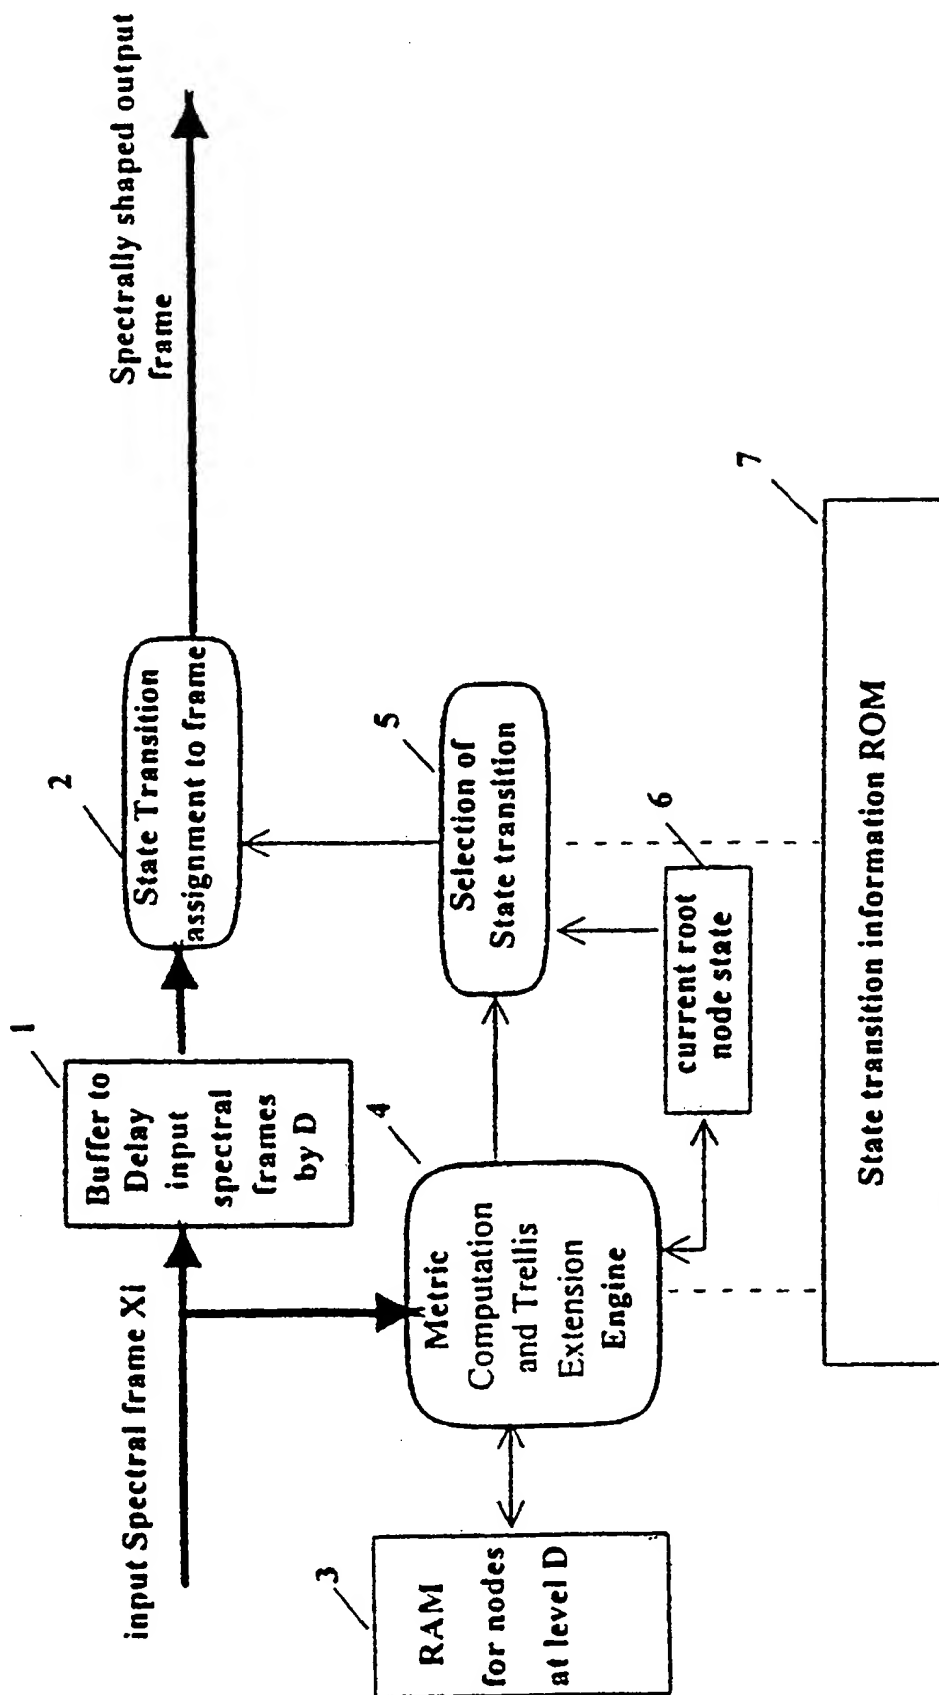 input Spectral frame Xi
1
Buffer to
Delay
input
spectral
frames
by D
2
State Transition
assignment to frame
Spectrally shaped output
frame
3
RAM
for nodes
at level D
4
Metric
Computation
and Trellis
Extension
Engine
5
Selection of
State transition
6
current root
node state
7
State transition information ROM